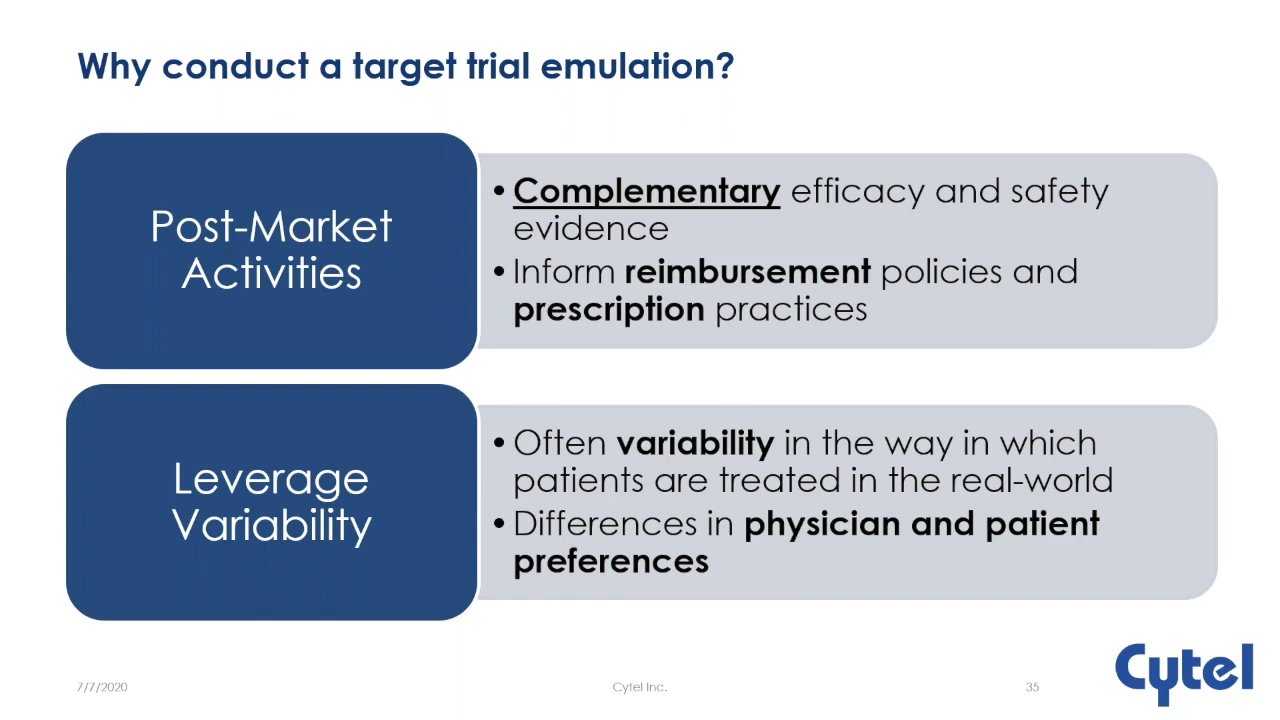 Why conduct a target trial emulation?
Post-Market
Activities
• Complementary efficacy and safety
evidence
• Inform reimbursement policies and
prescription practices
Leverage
Variability
• Often variability in the way in which
patients are treated in the real-world
• Differences in physician and patient
preferences
7/7/2020
Cytel Inc.
35
Cytel